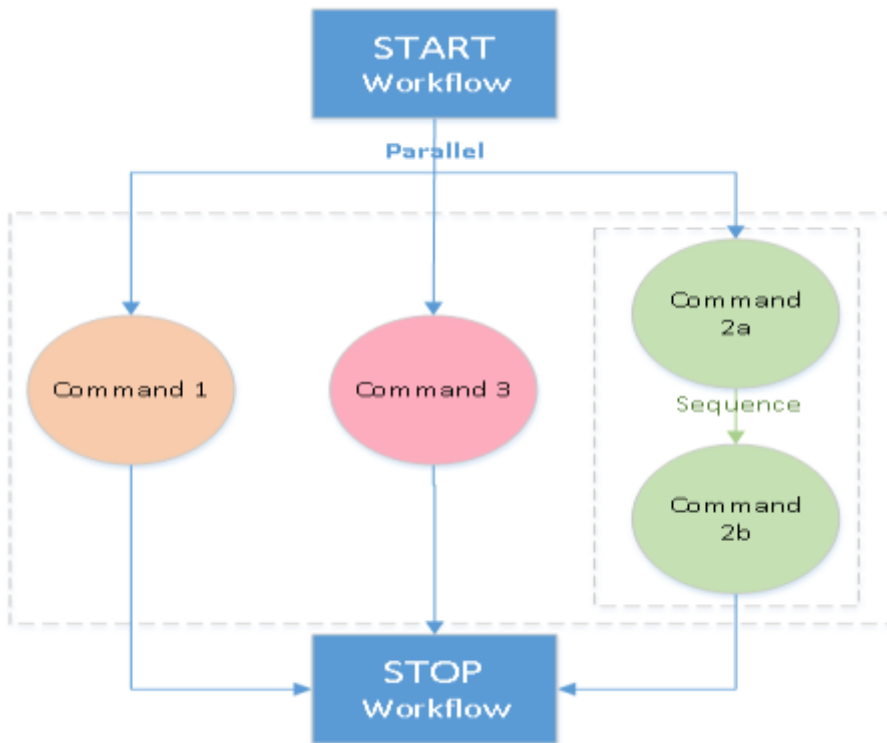 START
Workflow
Parallel
Command 1
Command 3
Command
2a
Sequence
Command
2b
STOP
Workflow